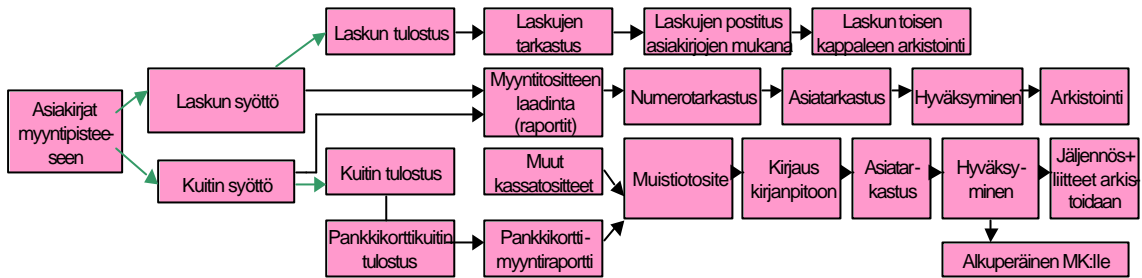 Laskun tulostus
Laskujen
tarkastus
Laskujen postitus
asiakirjojen mukana
Laskun toisen
kappaleen arkistointi
Asiakirjat
myyntipistee-
seen
Laskun syöttö
Myyntitositteen
laadinta
(raportit)
Numerotarkastus
Asiatarkastus
Hyväksyminen
Arkistointi
Kuitin syöttö
Kuitin tulostus
Muut
kassatositteet
Muistiotosite
Kirjaus
kirjanpitoon
Asiatar-
kastus
Hyväksy-
minen
Jäljennös+
liitteet arkis-
toidaan
Pankkikorttikuitin
tulostus
Pankkikortti-
myyntiraportti
Alkuperäinen MK:lle